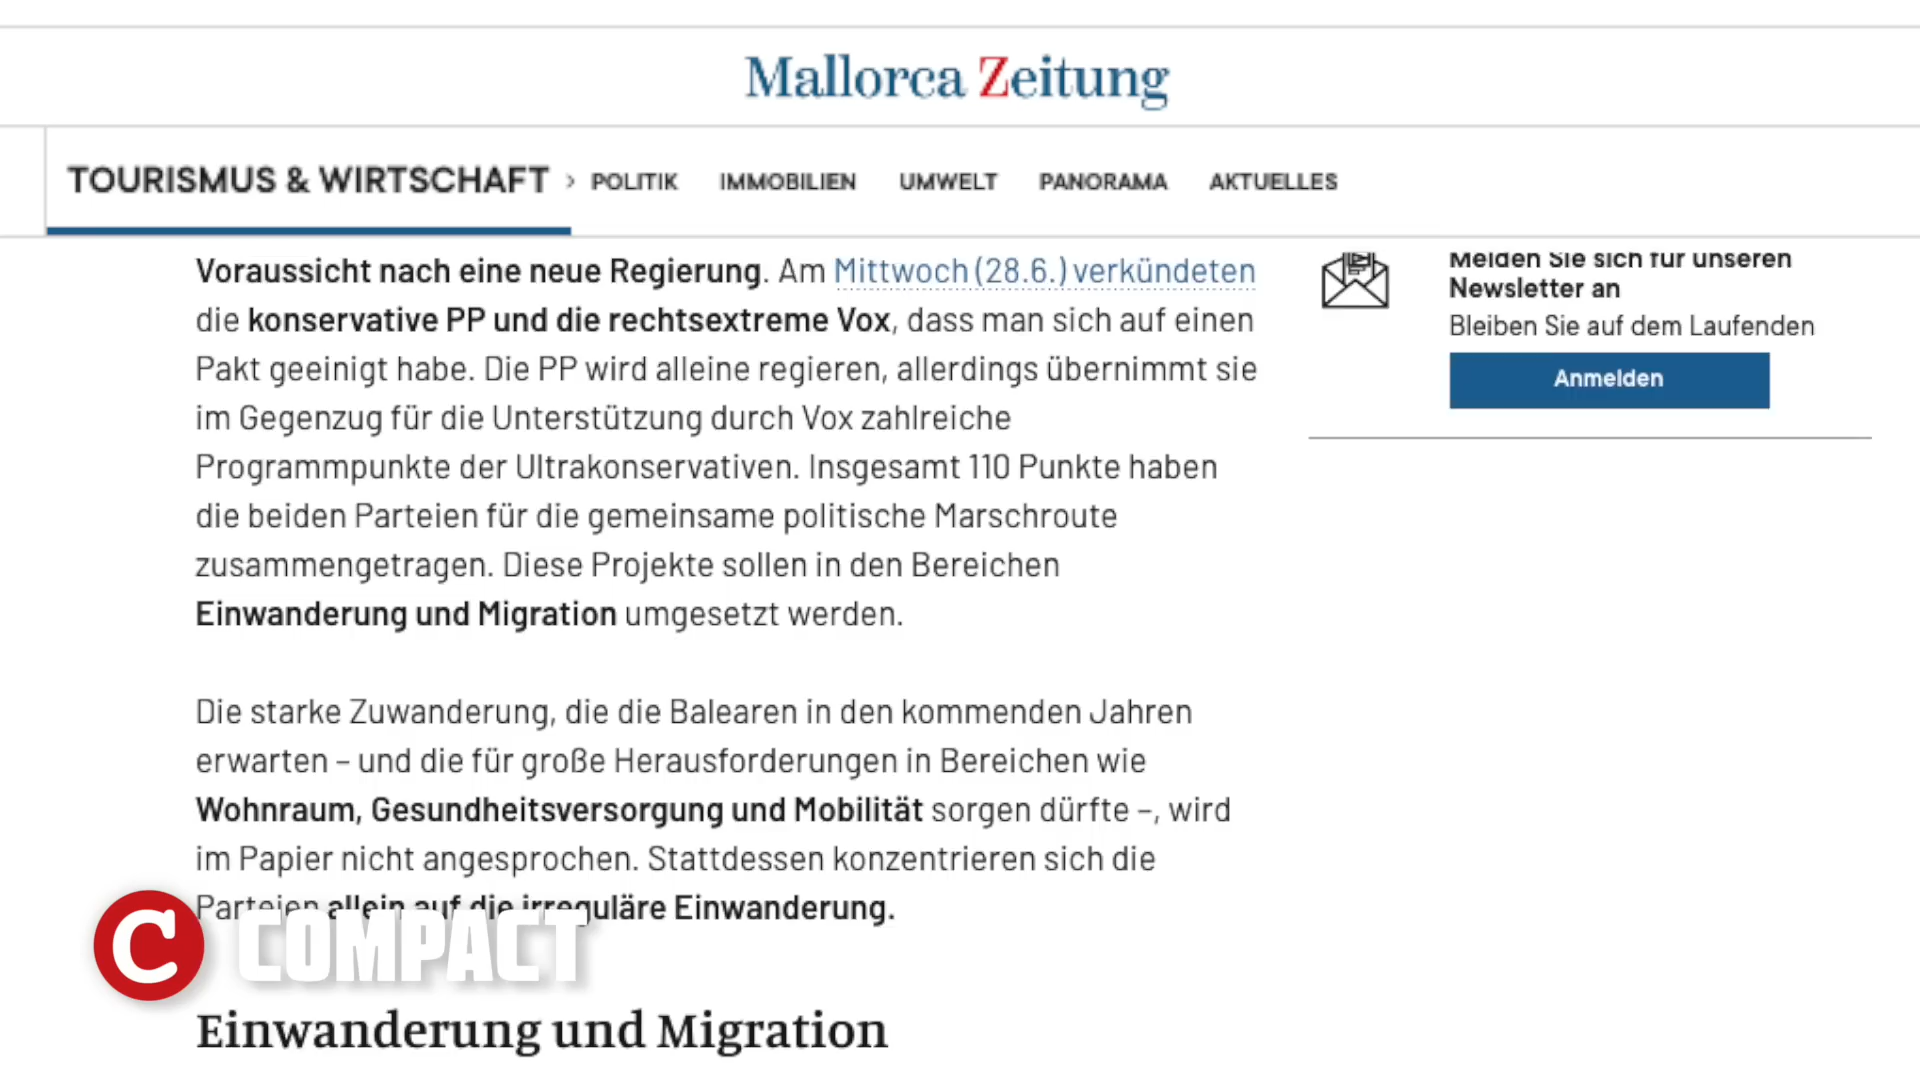 Mallorca Zeitung
TOURISMUS & WIRTSCHAFT > POLITIK IMMOBILIEN UMWELT PANORAMA AKTUELLES
Voraussicht nach eine neue Regierung. Am Mittwoch (28.6.) verkündeten
die konservative PP und die rechtsextreme Vox, dass man sich auf einen
Pakt geeinigt habe. Die PP wird alleine regieren, allerdings übernimmt sie
im Gegenzug für die Unterstützung durch Vox zahlreiche
Programmpunkte der Ultrakonservativen. Insgesamt 110 Punkte haben
die beiden Parteien für die gemeinsame politische Marschroute
zusammengetragen. Diese Projekte sollen in den Bereichen
Einwanderung und Migration umgesetzt werden.
Die starke Zuwanderung, die die Balearen in den kommenden Jahren
erwarten – und die für große Herausforderungen in Bereichen wie
Wohnraum, Gesundheitsversorgung und Mobilität sorgen dürfte –, wird
im Papier nicht angesprochen. Stattdessen konzentrieren sich die
Parteien allein auf die irreguläre Einwanderung.
Einwanderung und Migration
Melden Sie sich für unseren
Newsletter an
Bleiben Sie auf dem Laufenden
Anmelden
C COMPACT